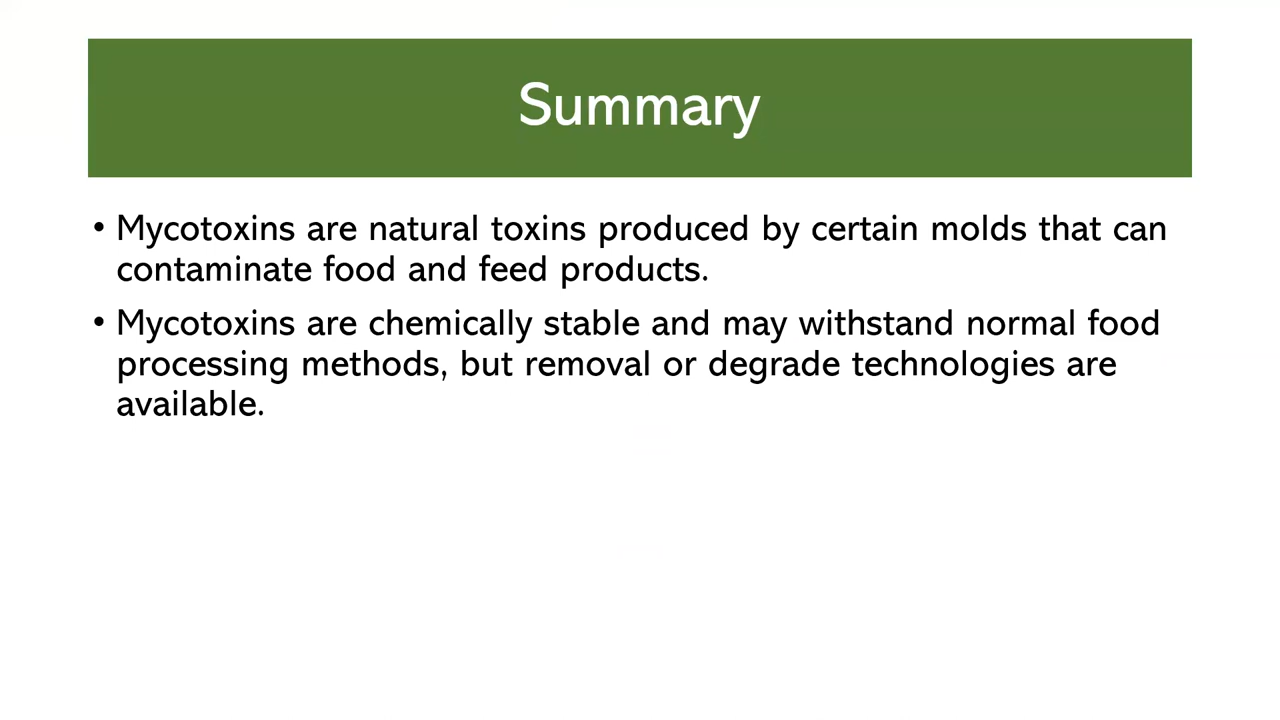 Summary
• Mycotoxins are natural toxins produced by certain molds that can
contaminate food and feed products.
• Mycotoxins are chemically stable and may withstand normal food
processing methods, but removal or degrade technologies are
available.